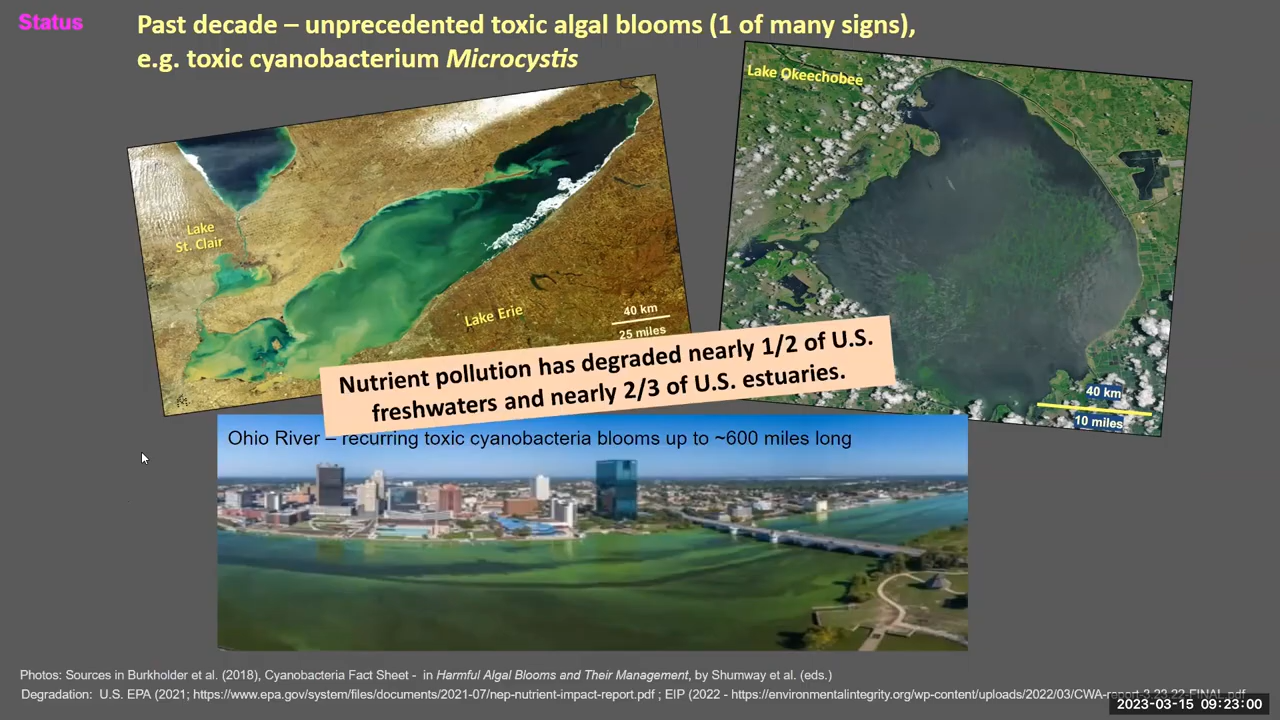 Status
Past decade – unprecedented toxic algal blooms (1 of many signs),
e.g. toxic cyanobacterium Microcystis
Lake Okeechobee
Lake
St. Clair
Lake Erie
40 km
25 miles
Nutrient pollution has degraded nearly 1/2 of U.S.
freshwaters and nearly 2/3 of U.S. estuaries.
40 km
10 miles
Ohio River – recurring toxic cyanobacteria blooms up to ~600 miles long
Photos: Sources in Burkholder et al. (2018), Cyanobacteria Fact Sheet - in Harmful Algal Blooms and Their Management, by Shumway et al. (eds.)
Degradation: U.S. EPA (2021; https://www.epa.gov/system/files/documents/2021-07/nep-nutrient-impact-report.pdf ; EIP (2022 - https://environmentalintegrity.org/wp-content/uploads/2022/03/CWA-report-3.23.22-FINAL.pdf
2023-03-15 09:23:00